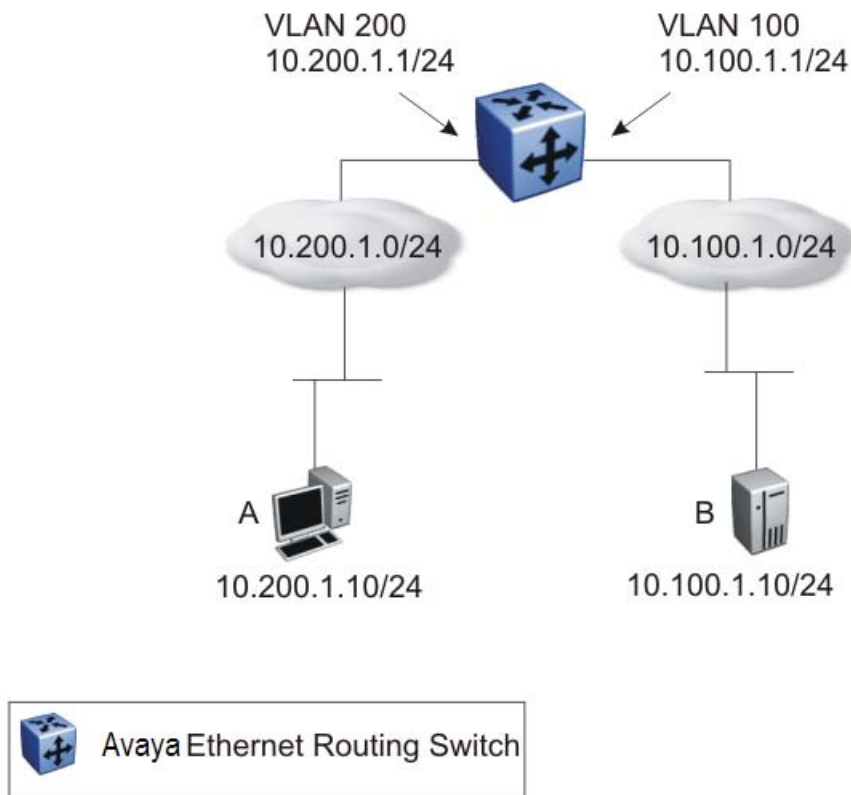 VLAN 200
10.200.1.1/24
VLAN 100
10.100.1.1/24
10.200.1.0/24
10.100.1.0/24
A
B
10.200.1.10/24
10.100.1.10/24
Avaya Ethernet Routing Switch